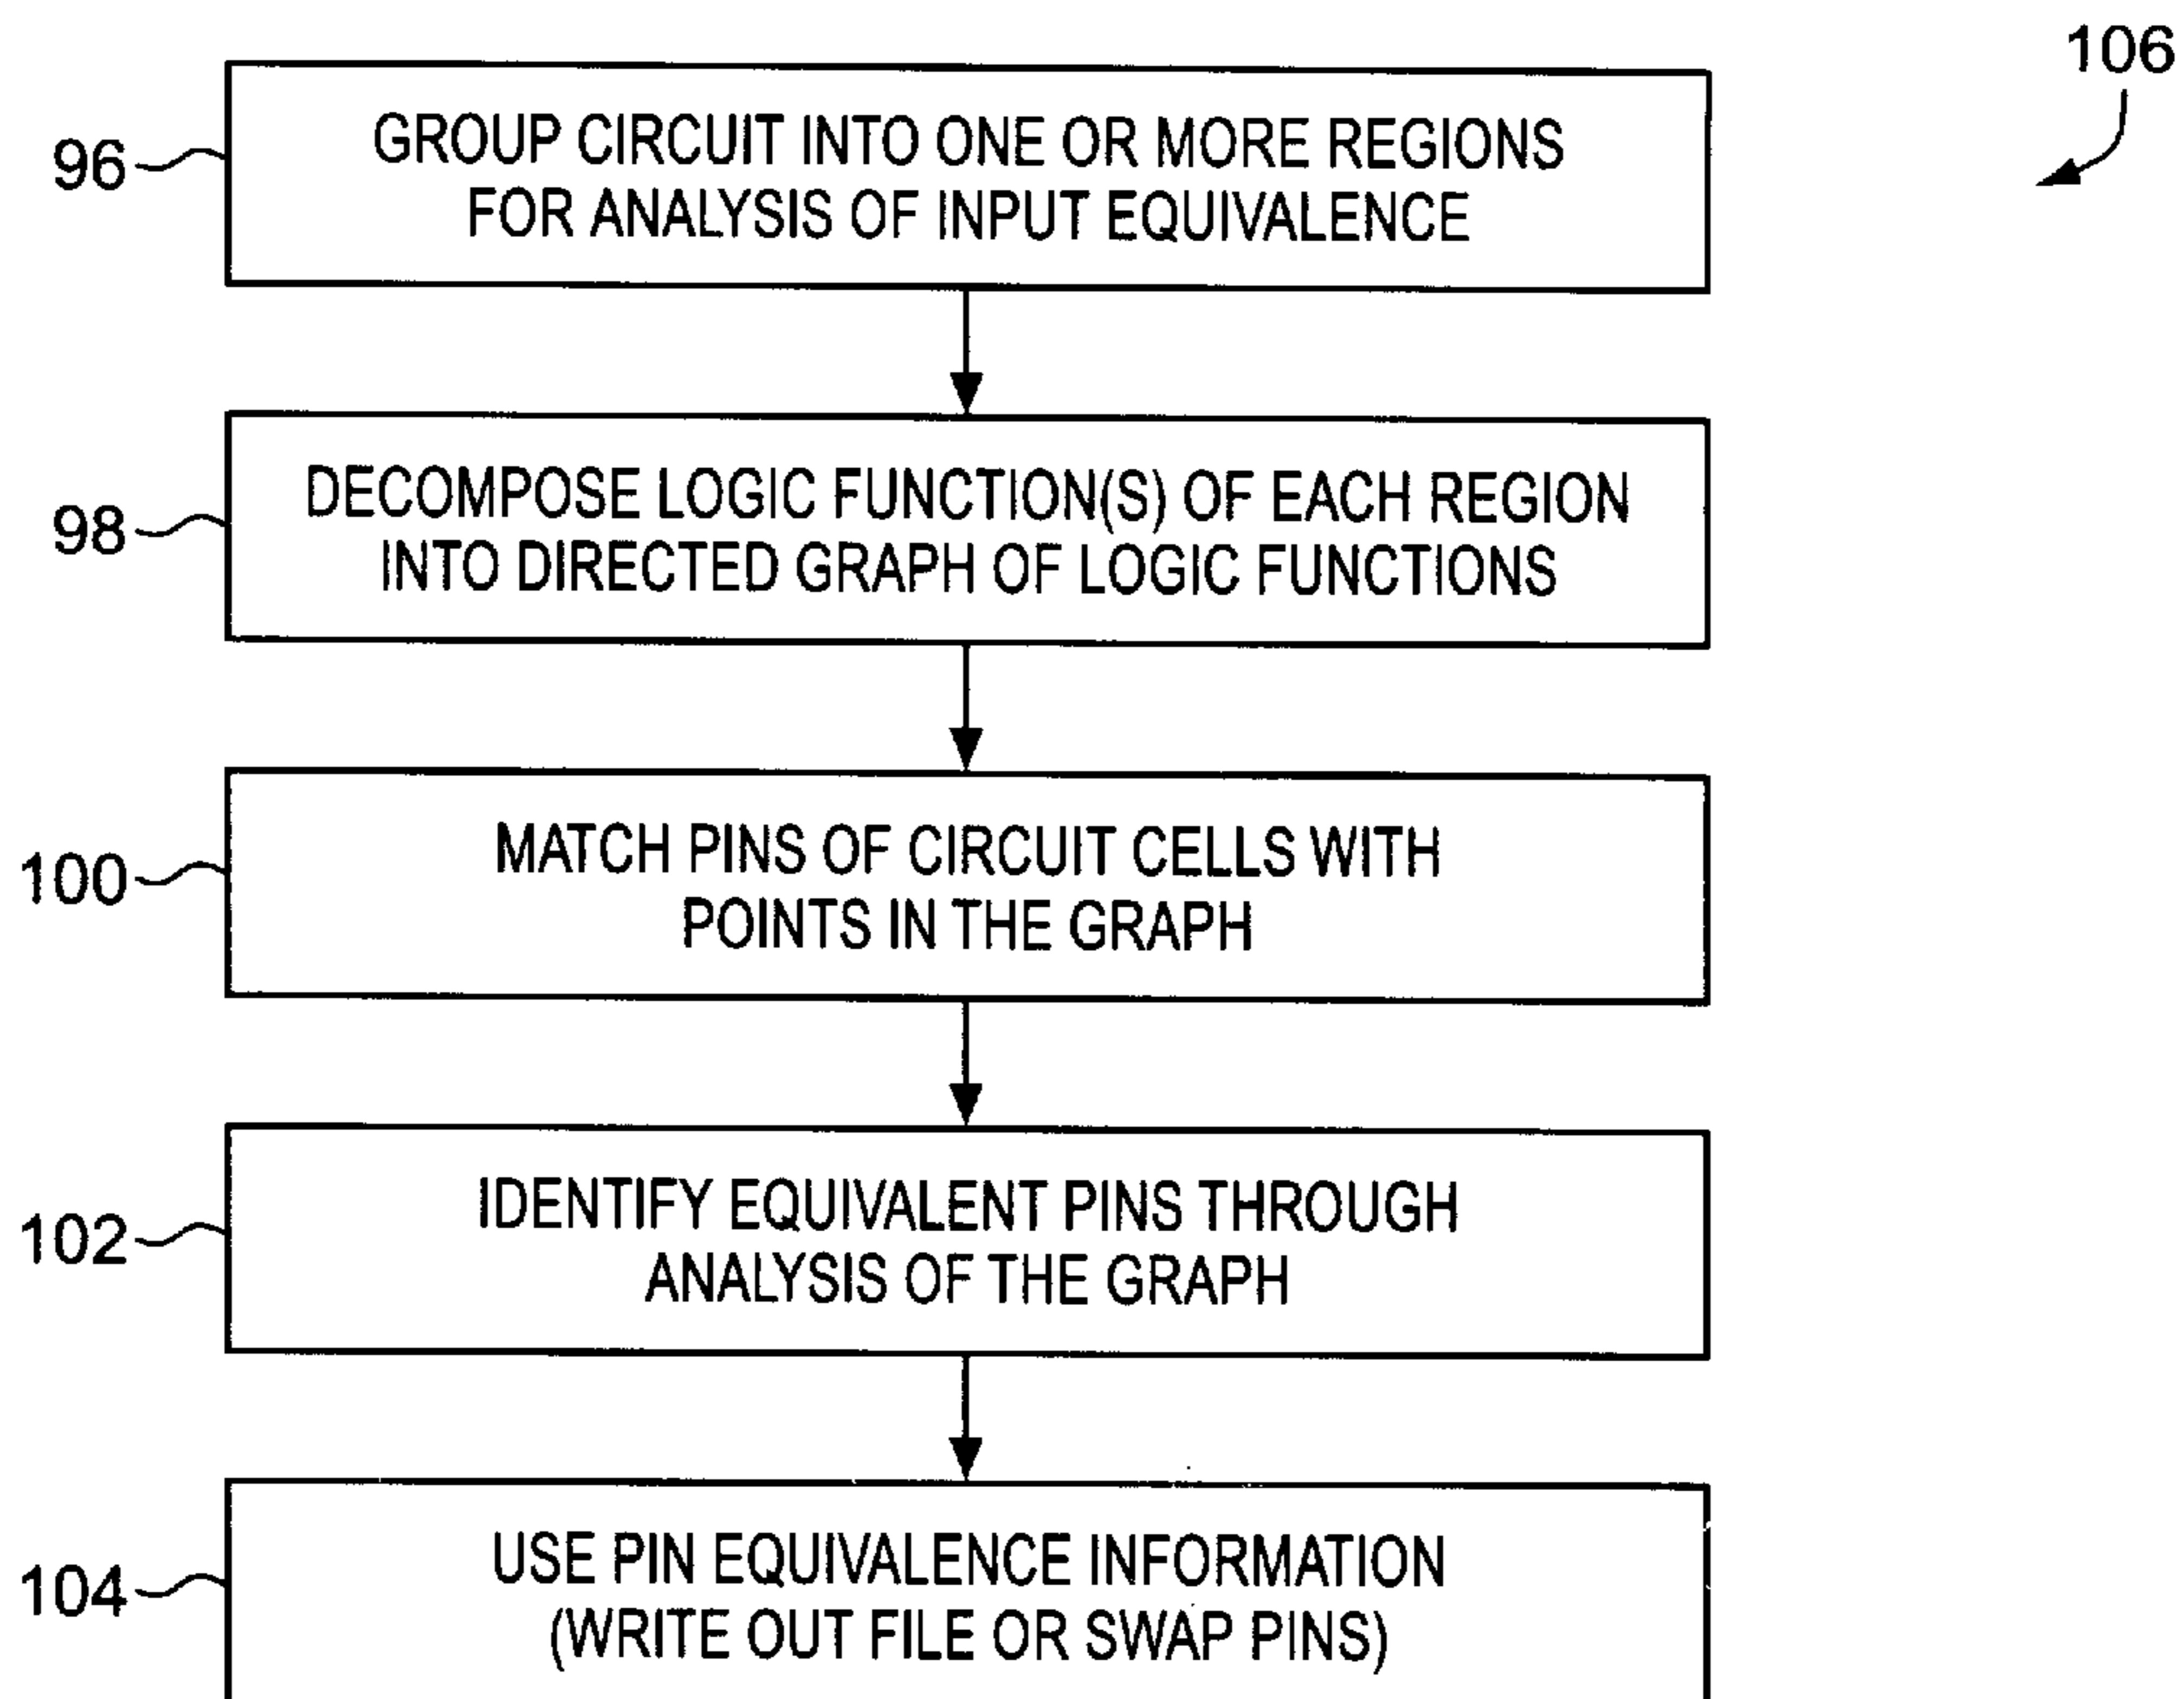 106
96
GROUP CIRCUIT INTO ONE OR MORE REGIONS
FOR ANALYSIS OF INPUT EQUIVALENCE
98
DECOMPOSE LOGIC FUNCTION(S) OF EACH REGION
INTO DIRECTED GRAPH OF LOGIC FUNCTIONS
100
MATCH PINS OF CIRCUIT CELLS WITH
POINTS IN THE GRAPH
102
IDENTIFY EQUIVALENT PINS THROUGH
ANALYSIS OF THE GRAPH
104
USE PIN EQUIVALENCE INFORMATION
(WRITE OUT FILE OR SWAP PINS)